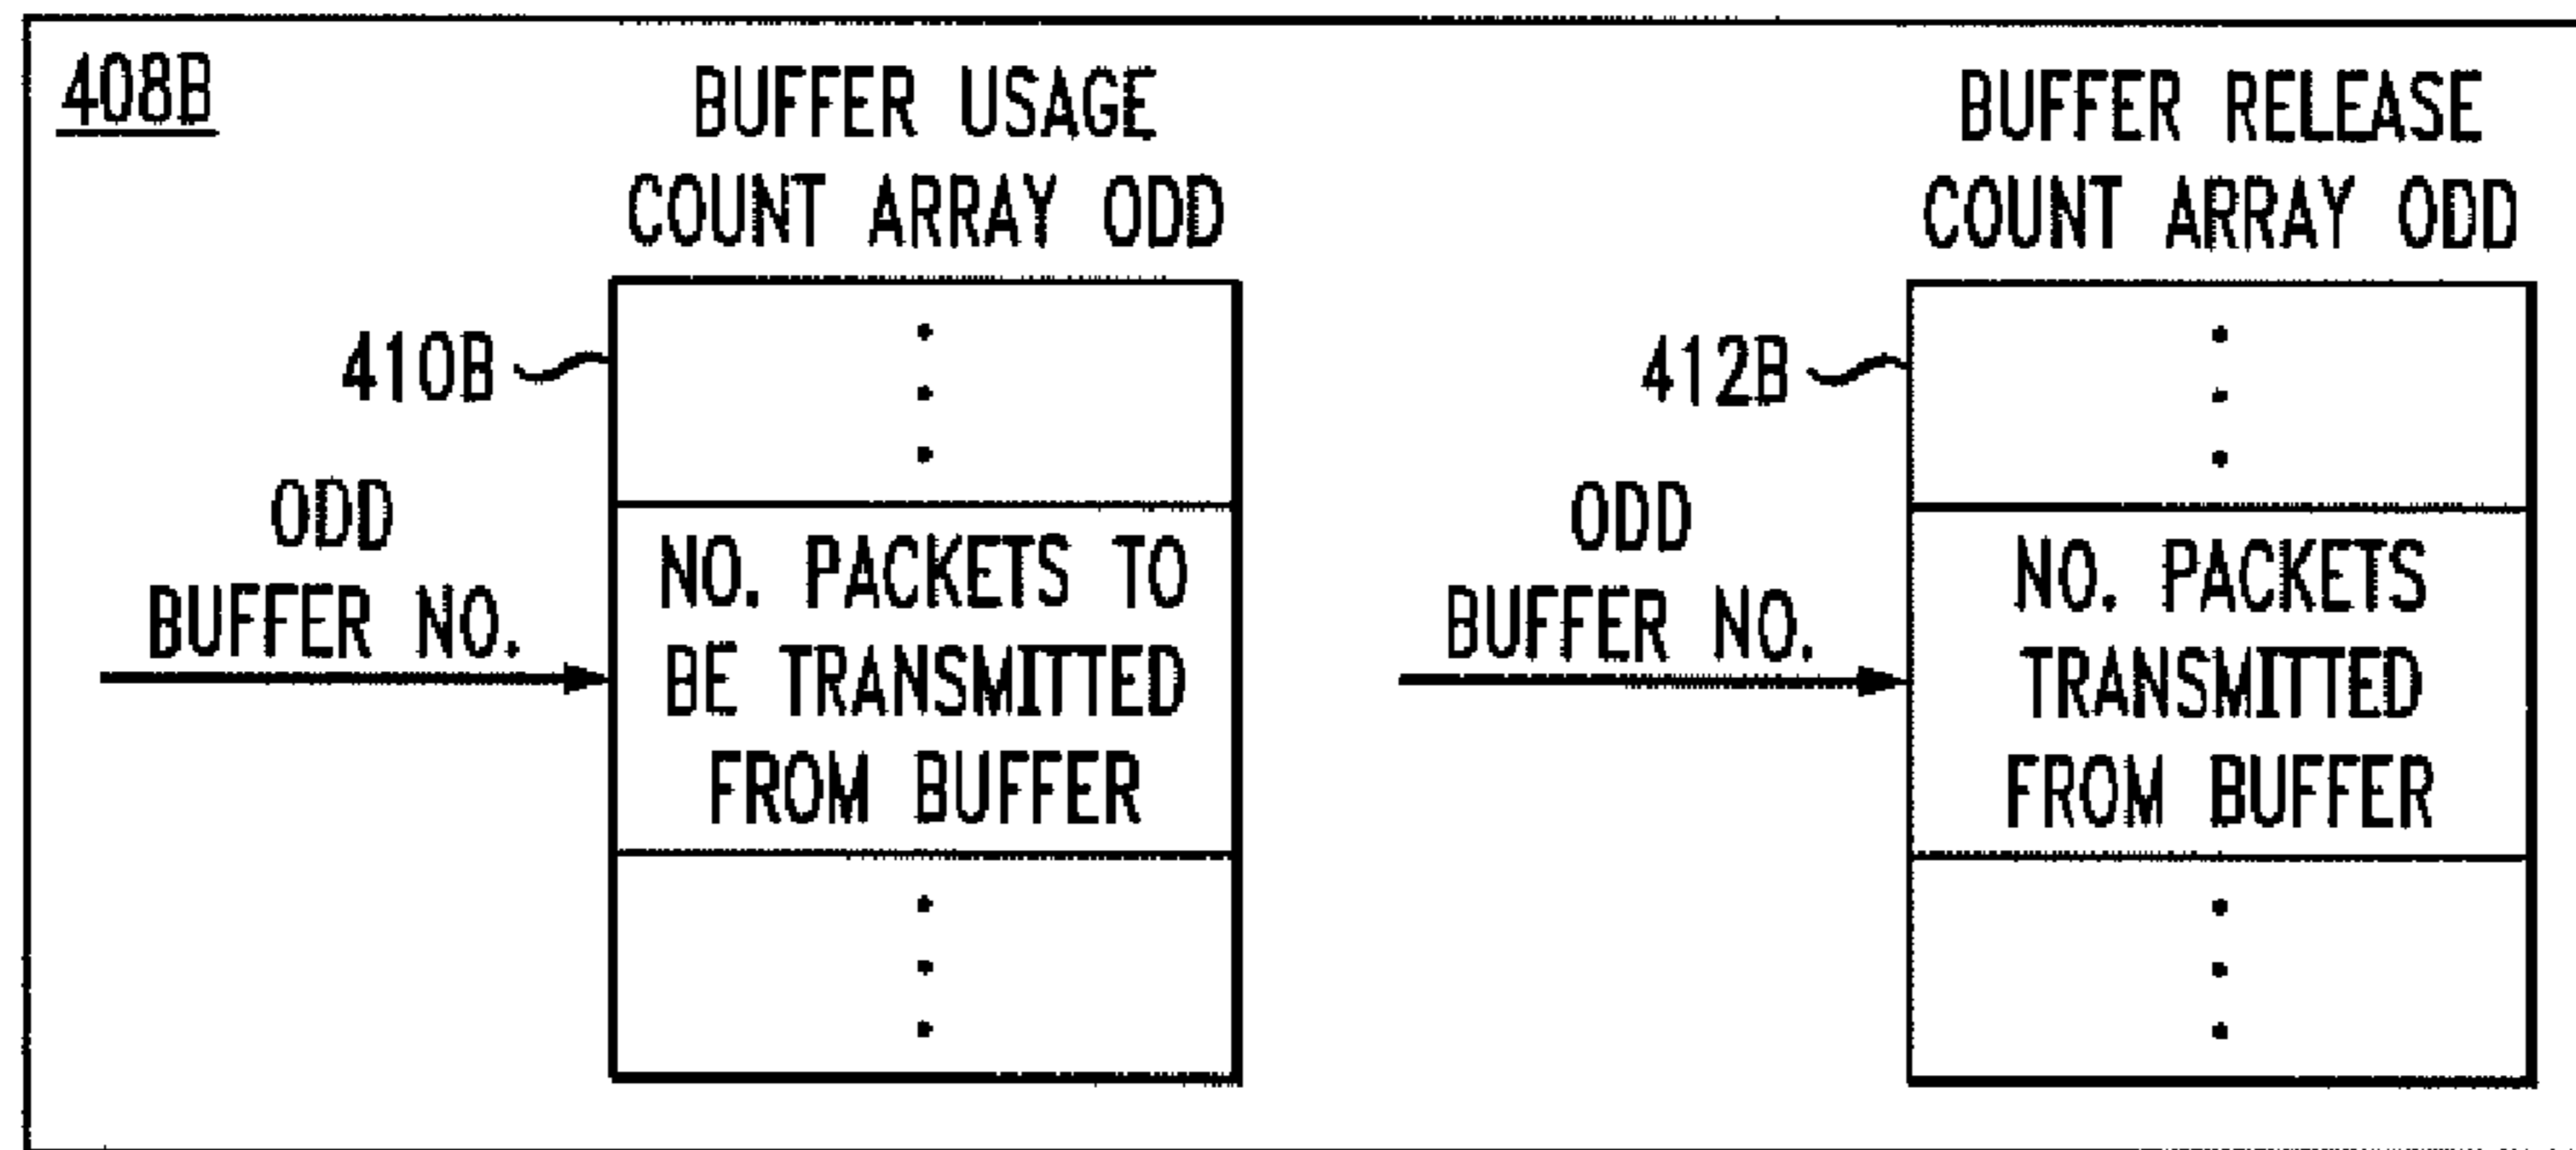 408B
BUFFER USAGE
COUNT ARRAY ODD
410B
ODD
BUFFER NO.
NO. PACKETS TO
BE TRANSMITTED
FROM BUFFER
BUFFER RELEASE
COUNT ARRAY ODD
412B
ODD
BUFFER NO.
NO. PACKETS
TRANSMITTED
FROM BUFFER